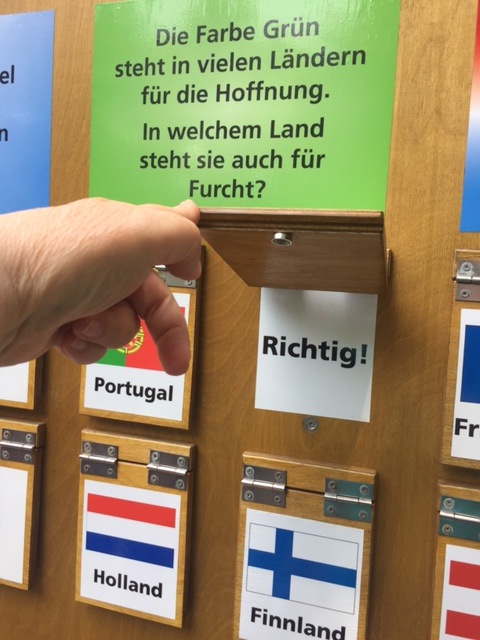 Die Farbe Grün
steht in vielen Ländern
für die Hoffnung.
In welchem Land
steht sie auch für
Furcht?
Richtig!
Portugal
Holland
Finnland